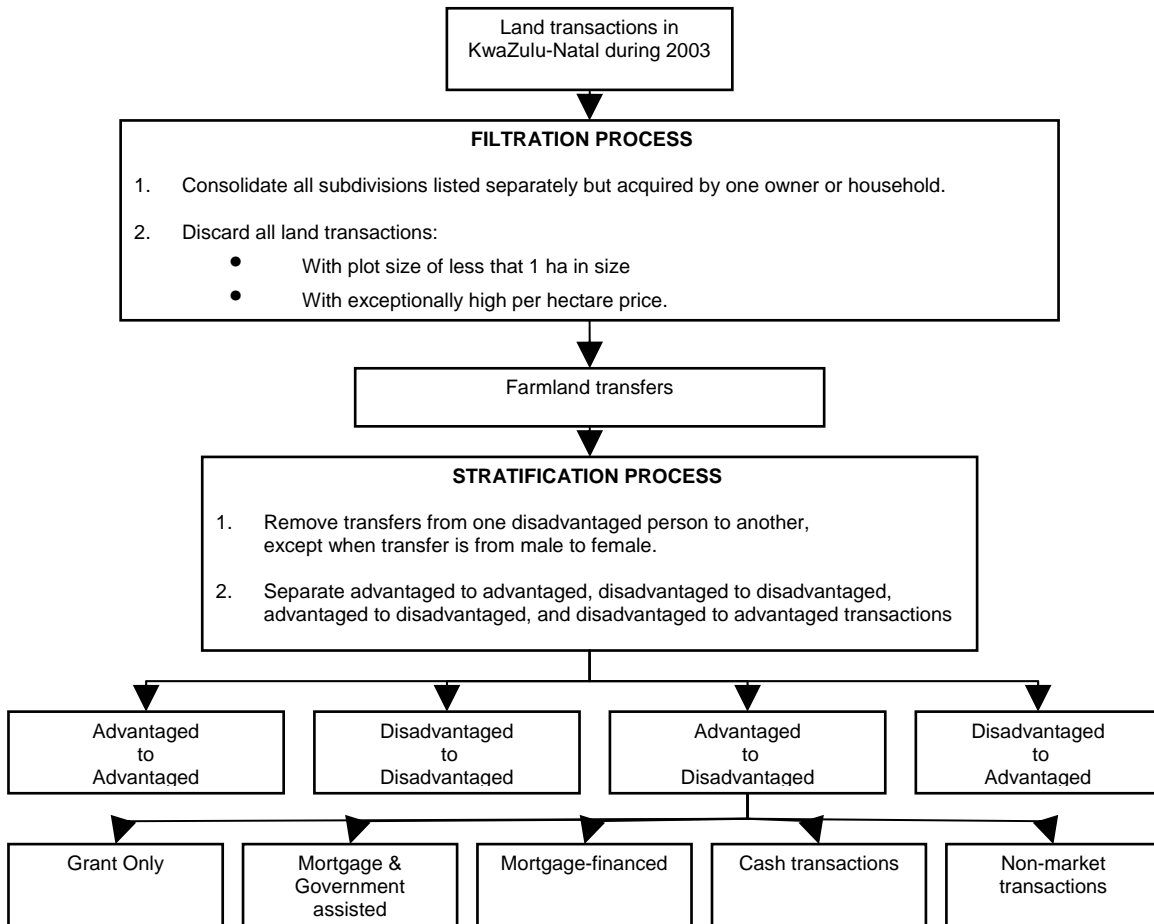 Land transactions in
KwaZulu-Natal during 2003
FILTRATION PROCESS
1. Consolidate all subdivisions listed separately but acquired by one owner or household.
2. Discard all land transactions:
• With plot size of less that 1 ha in size
• With exceptionally high per hectare price.
Farmland transfers
STRATIFICATION PROCESS
1. Remove transfers from one disadvantaged person to another,
except when transfer is from male to female.
2. Separate advantaged to advantaged, disadvantaged to disadvantaged,
advantaged to disadvantaged, and disadvantaged to advantaged transactions
Advantaged
to
Advantaged
Disadvantaged
to
Disadvantaged
Advantaged
to
Disadvantaged
Disadvantaged
to
Advantaged
Grant Only
Mortgage &
Government
assisted
Mortgage-financed
Cash transactions
Non-market
transactions